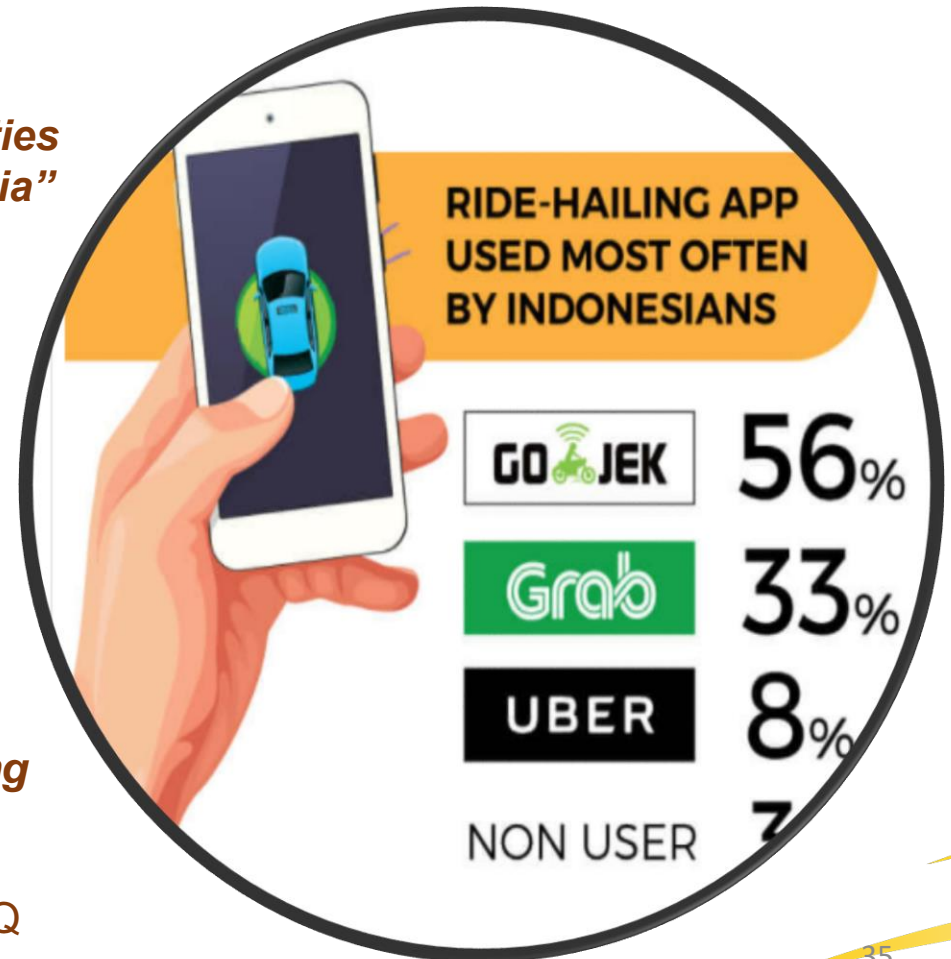 RIDE-HAILING APP
USED MOST OFTEN
BY INDONESIANS
GO JEK 56%
Grab 33%
UBER 8%
NON USER 3
ia”
Q
35